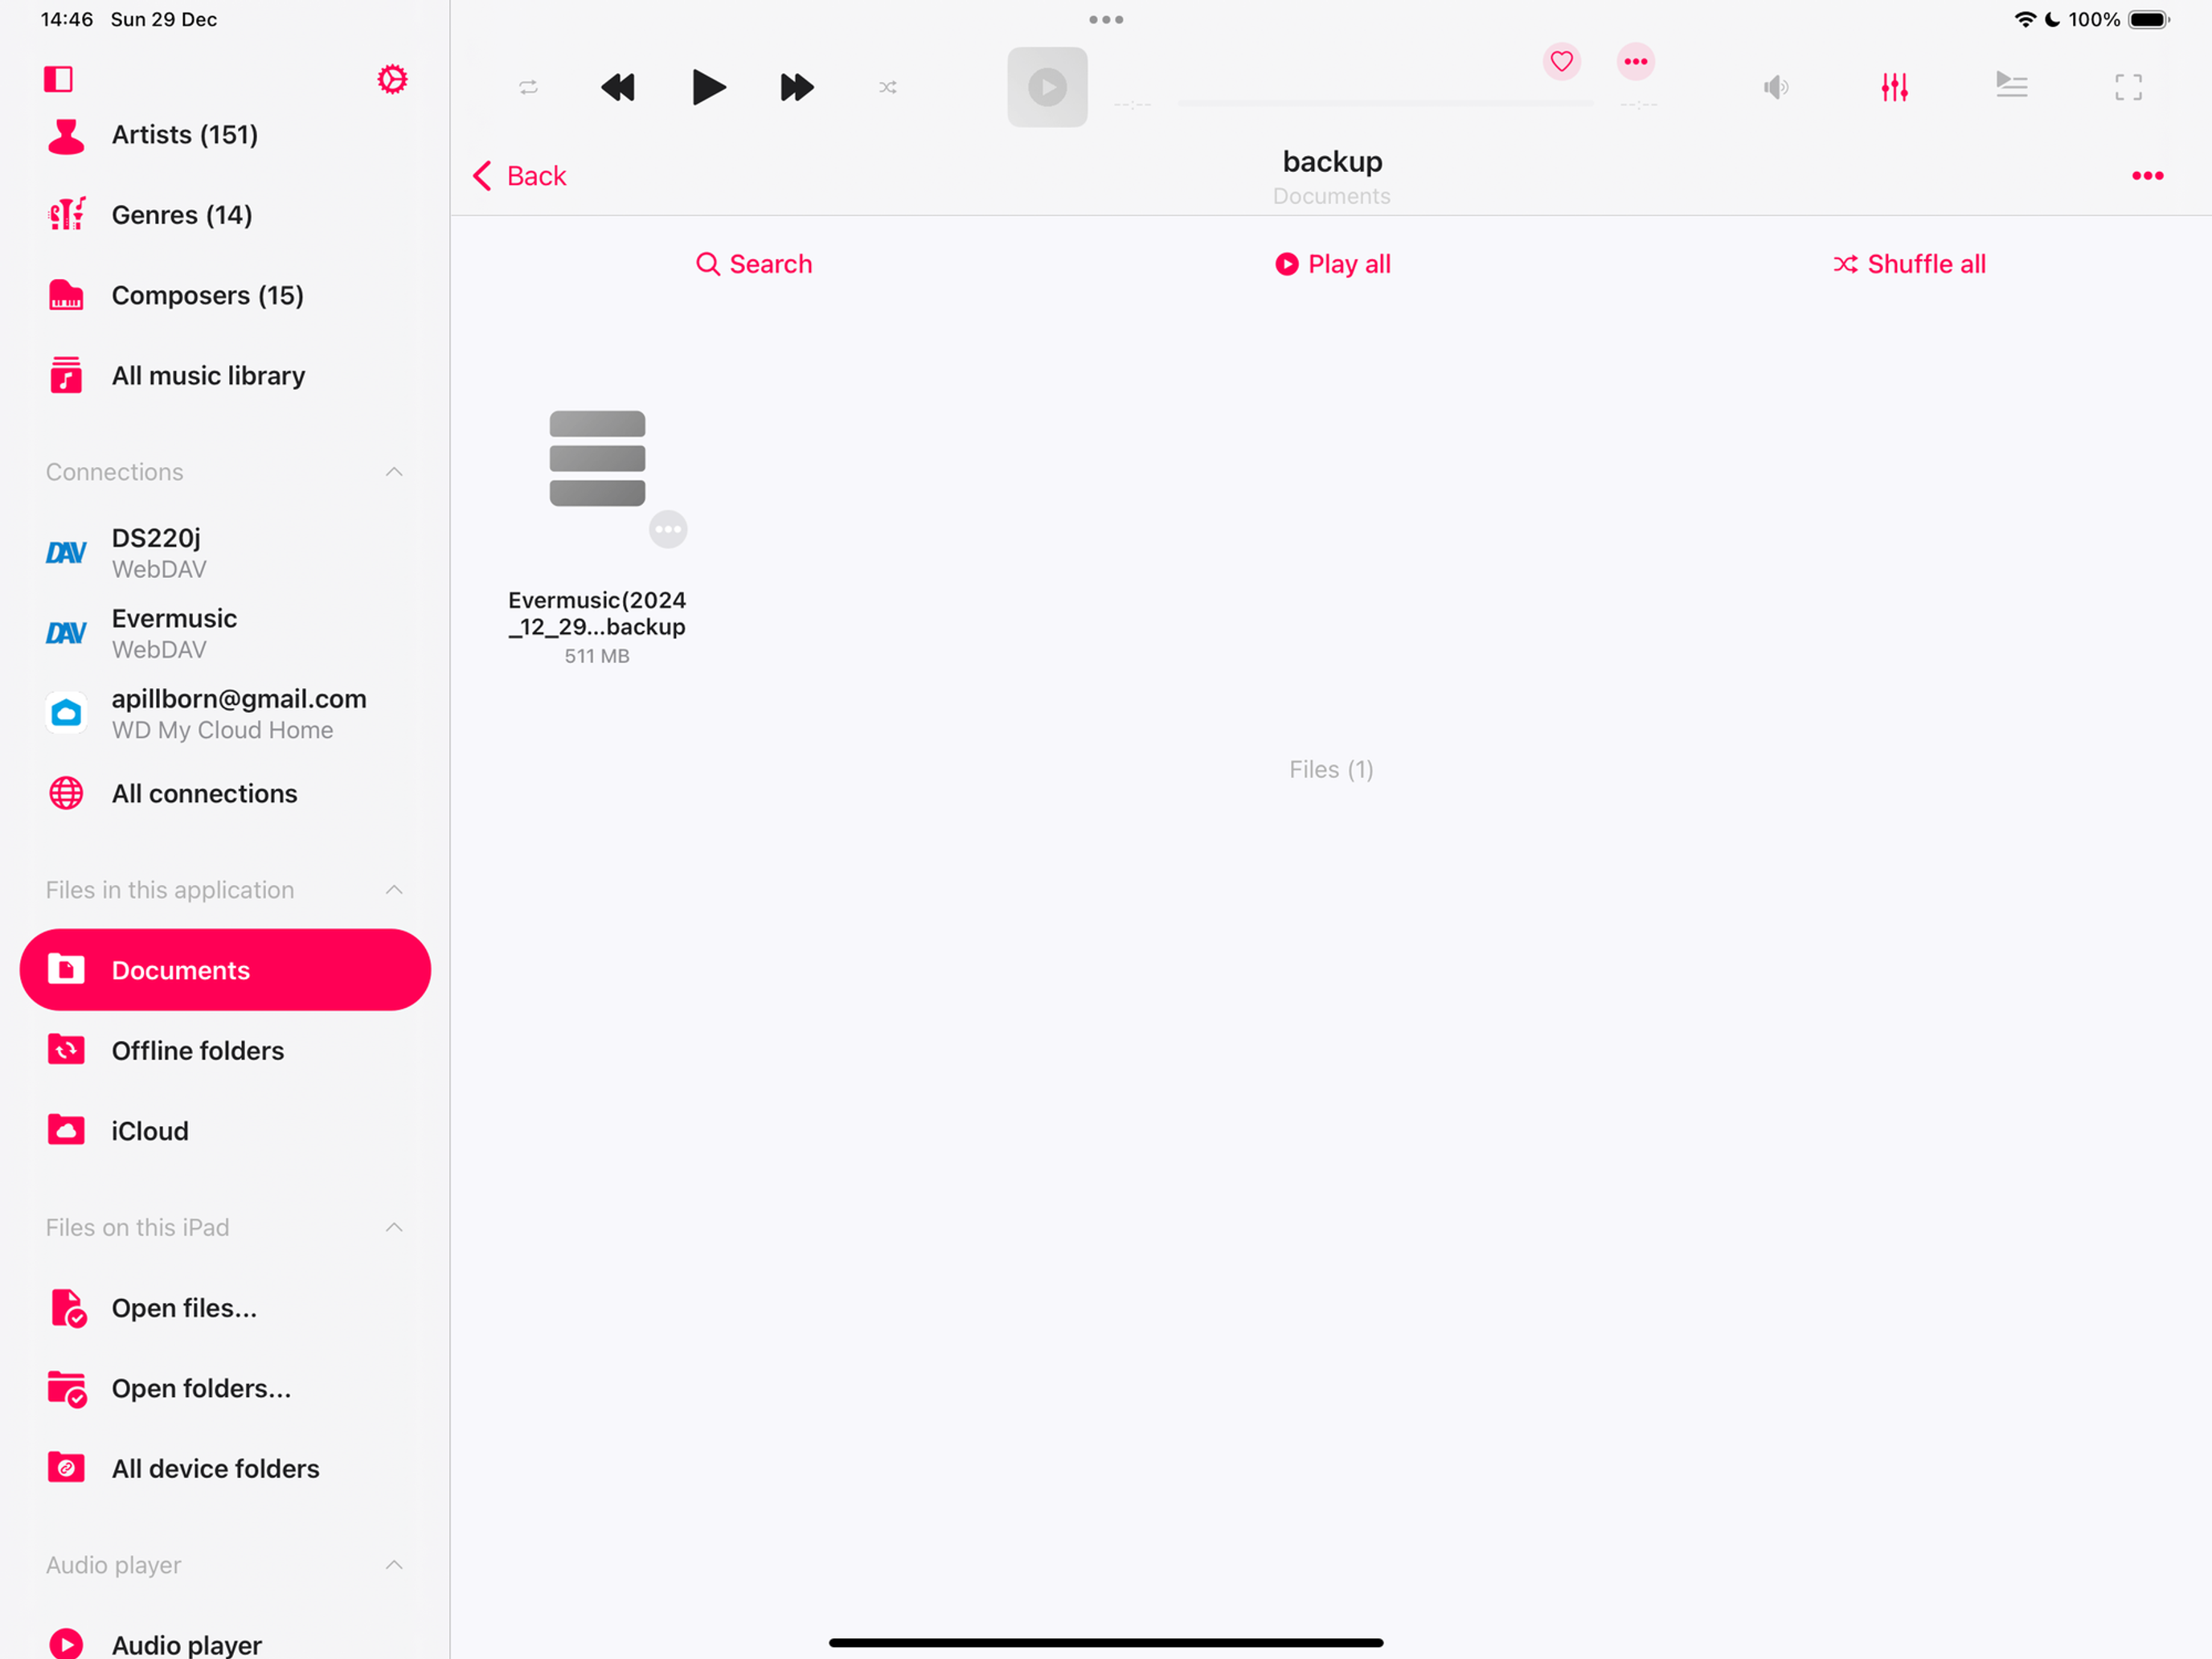 14:46 Sun 29 Dec
100%
Artists (151)
Genres (14)
Composers (15)
All music library
Connections
DAV
DS220j
WebDAV
DAV
Evermusic
WebDAV
apillborn@gmail.com
WD My Cloud Home
All connections
Files in this application
Documents
Offline folders
iCloud
Files on this iPad
Open files...
Open folders...
All device folders
Audio player
Audio player
--:--
--:--
Back
backup
Documents
Search
Play all
Shuffle all
Evermusic(2024
_12_29...backup
511 MB
Files (1)